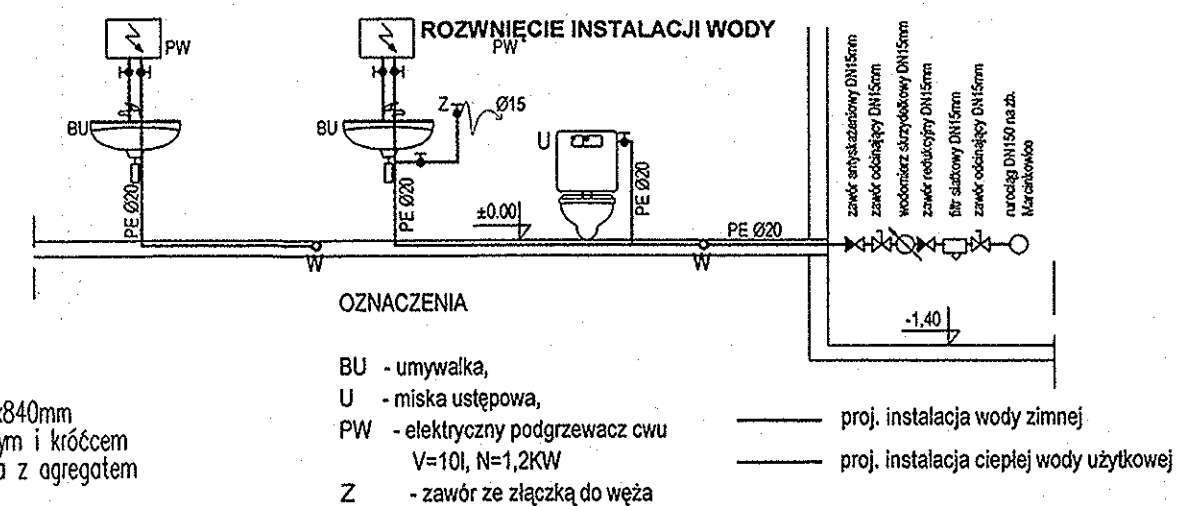 ROZWNIĘCIE INSTALACJI WODY
PW
PW
BU
BU
Z
Ø15
U
PE Ø20
PE Ø20
PE Ø20
±0.00
PE Ø20
W
W
zawór antyskażeniowy DN15mm
zawór odcinający DN15mm
wodomierz skrzydełkowy DN15mm
zawór redukcyjny DN15mm
filtr siatkowy DN15mm
zawór odcinający DN15mm
rurociąg DN150 na zb.
Marcinkowice
-1,40
OZNACZENIA
BU - umywalka,
U - miska ustępowa,
PW - elektryczny podgrzewacz cwu
V=10l, N=1,2KW
Z - zawór ze złączką do węża
x840mm
ym i króćcem
a z agregatem
proj. instalacja wody zimnej
proj. instalacja ciepłej wody użytkowej